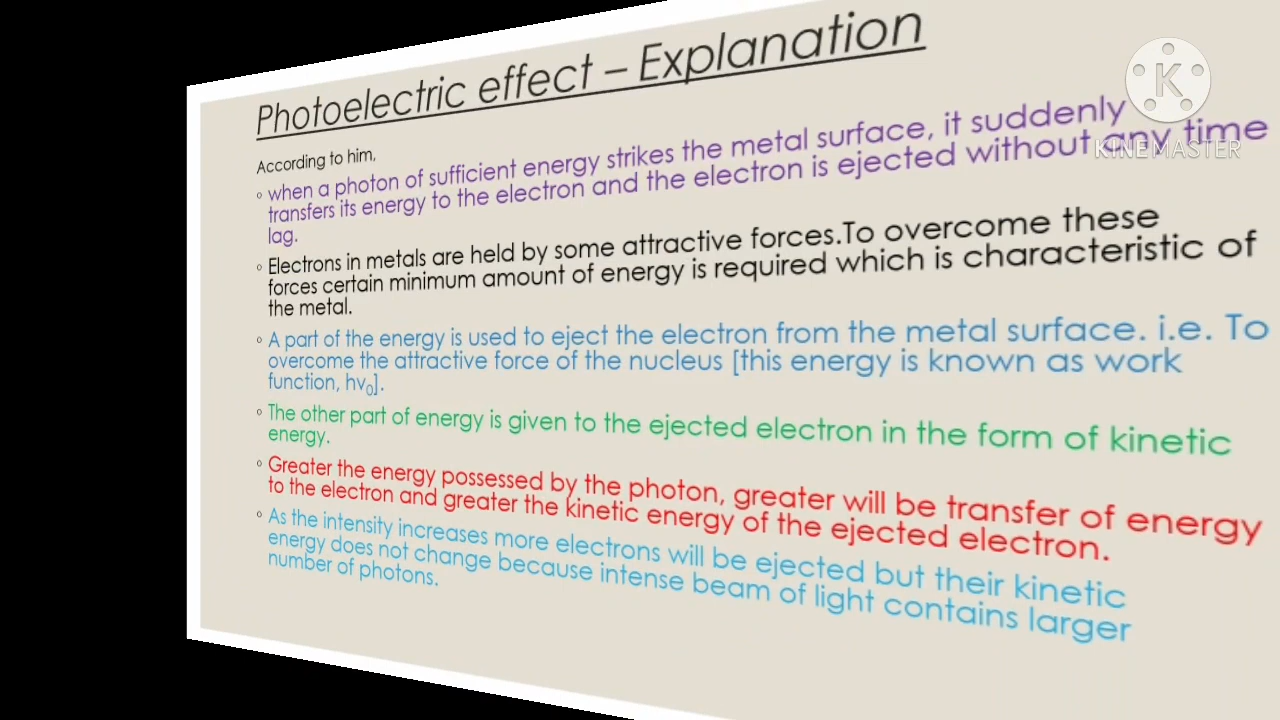 Photoelectric effect – Explanation
According to him,
◦ when a photon of sufficient energy strikes the metal surface, it suddenly
transfers its energy to the electron and the electron is ejected without any time
lag.
◦ Electrons in metals are held by some attractive forces.To overcome these
forces certain minimum amount of energy is required which is characteristic of
the metal.
◦ A part of the energy is used to eject the electron from the metal surface. i.e. To
overcome the attractive force of the nucleus [this energy is known as work
function, hv₀].
◦ The other part of energy is given to the ejected electron in the form of kinetic
energy.
◦ Greater the energy possessed by the photon, greater will be transfer of energy
to the electron and greater the kinetic energy of the ejected electron.
◦ As the intensity increases more electrons will be ejected but their kinetic
energy does not change because intense beam of light contains larger
number of photons.
K
KINEMASTER